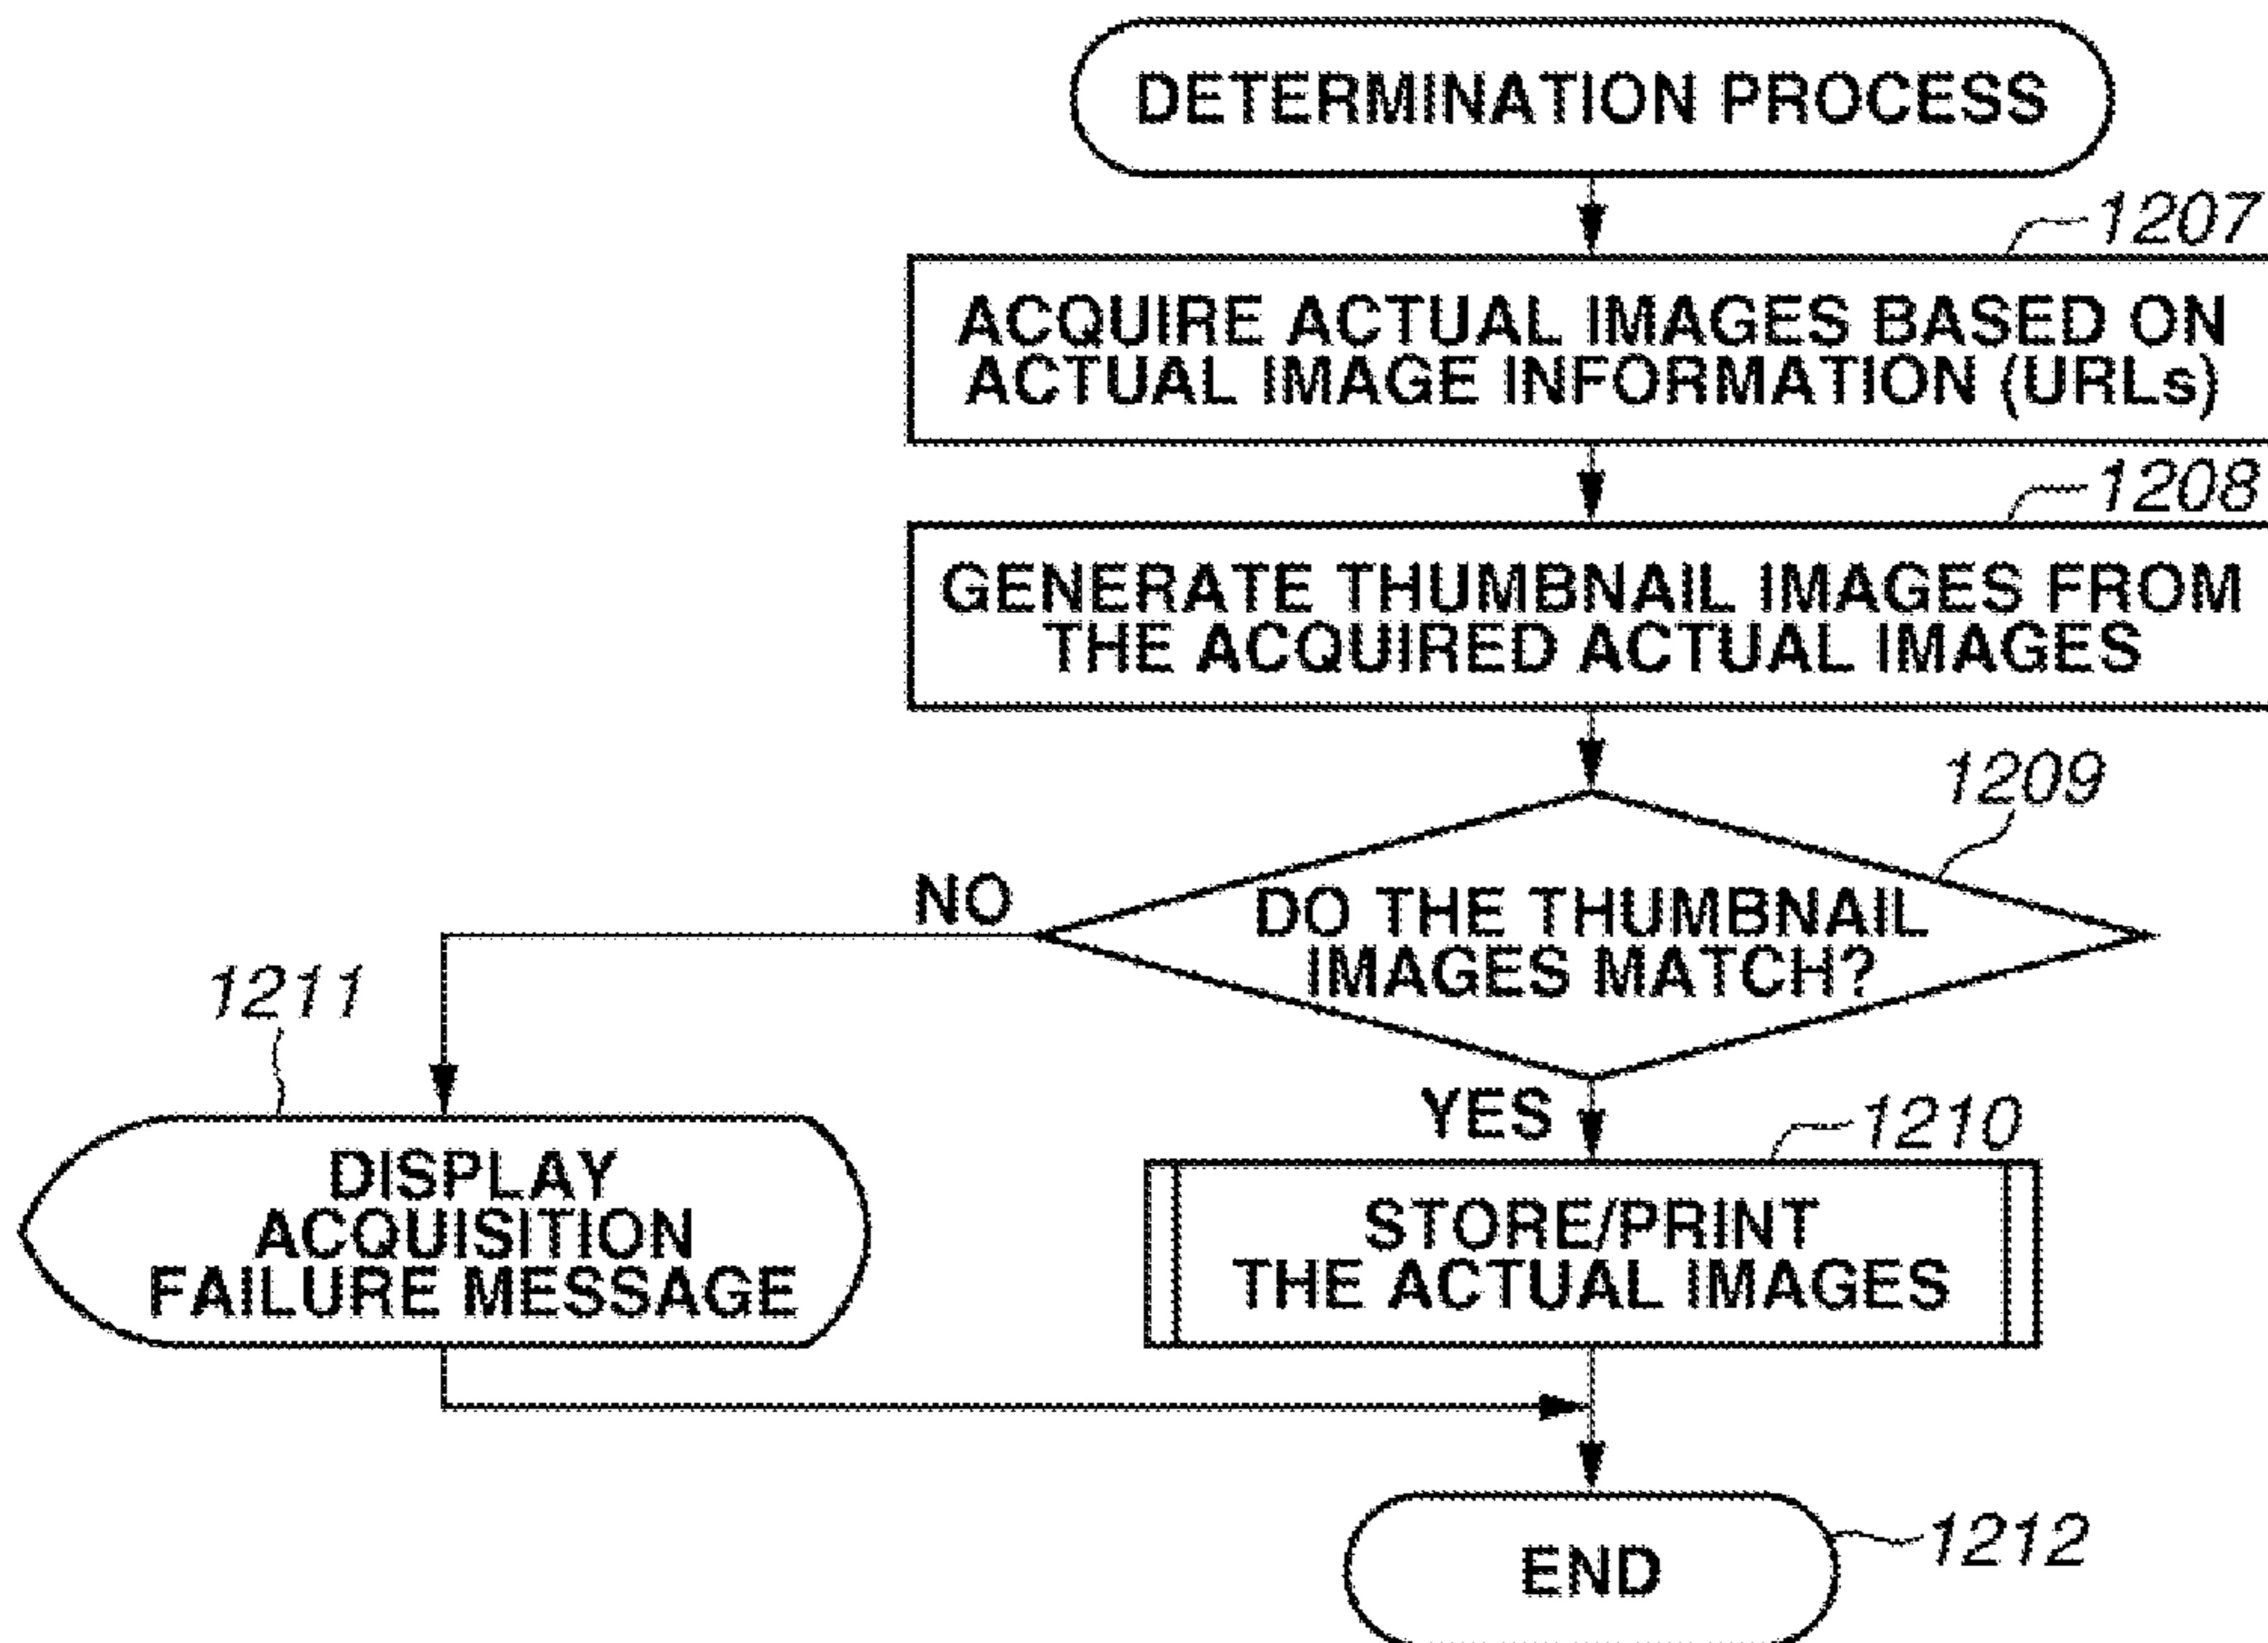 DETERMINATION PROCESS
1207
ACQUIRE ACTUAL IMAGES BASED ON
ACTUAL IMAGE INFORMATION (URLs)
1208
GENERATE THUMBNAIL IMAGES FROM
THE ACQUIRED ACTUAL IMAGES
1209
NO
DO THE THUMBNAIL
IMAGES MATCH?
1211
YES
1210
DISPLAY
ACQUISITION
FAILURE MESSAGE
STORE/PRINT
THE ACTUAL IMAGES
END
1212